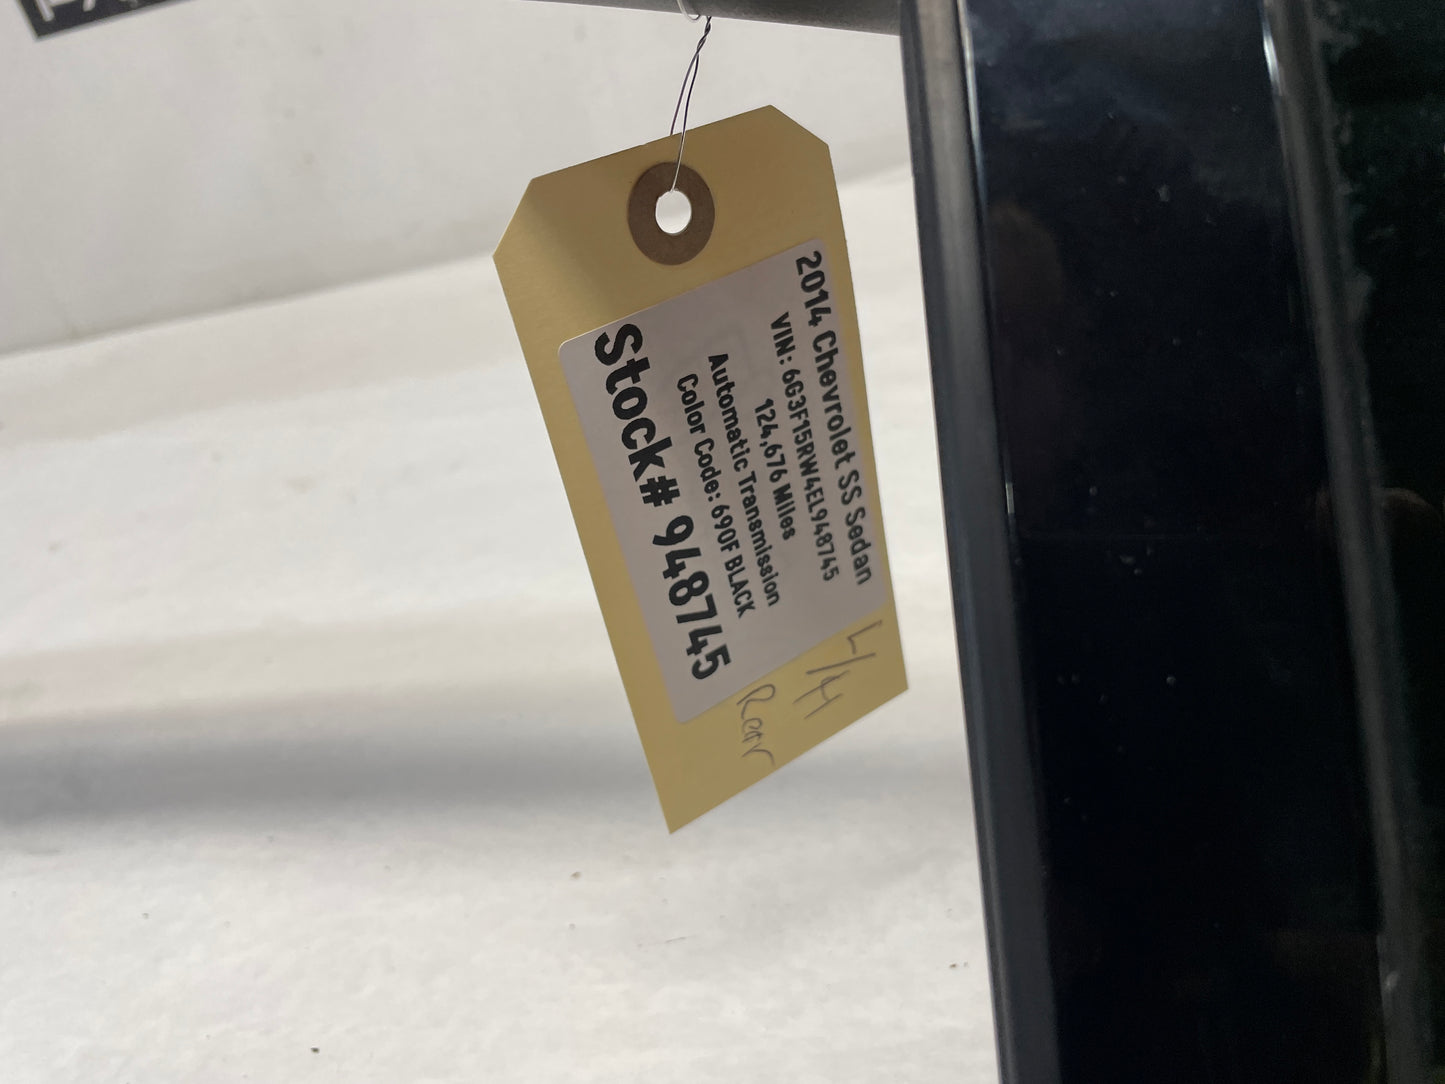 2014 Chevrolet SS Sedan
VIN: 6G3F15RW4EL948745
124,676 Miles
Automatic Transmission
Color Code: 690F BLACK
Stock# 948745
L/H
Rear